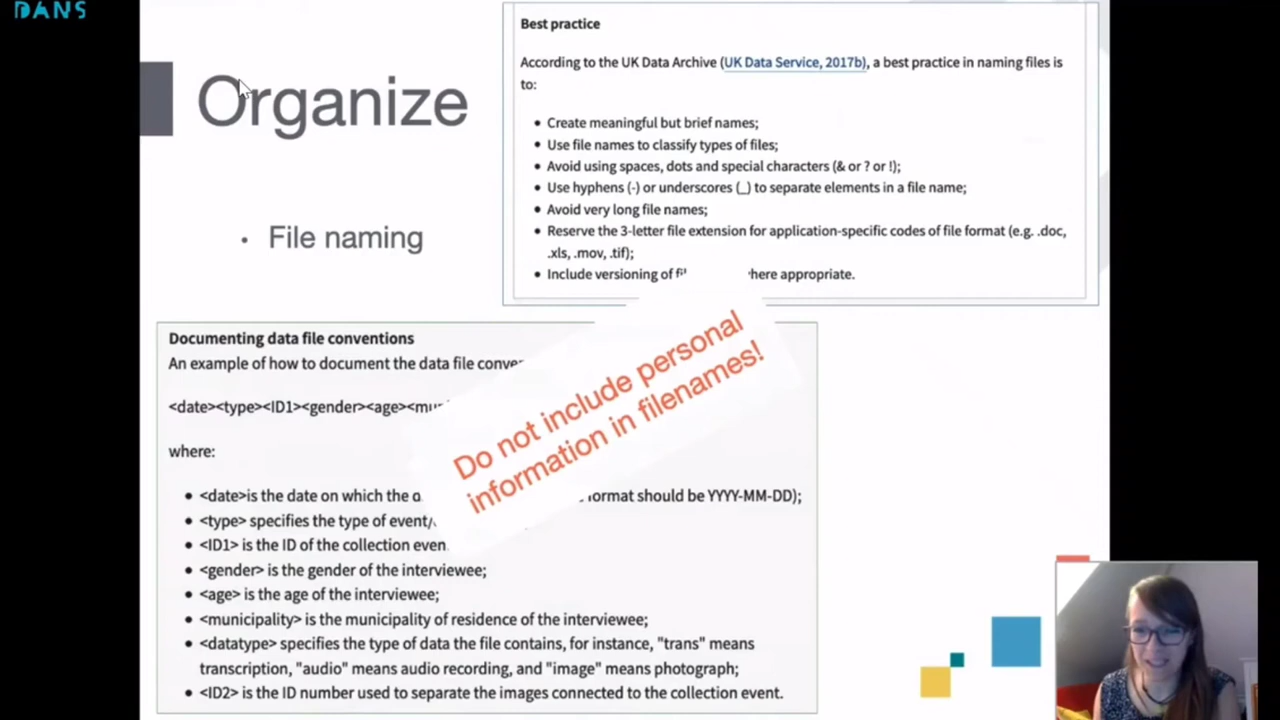 DANS
Organize
• File naming
Best practice
According to the UK Data Archive (UK Data Service, 2017b), a best practice in naming files is
to:
• Create meaningful but brief names;
• Use file names to classify types of files;
• Avoid using spaces, dots and special characters (& or ? or !);
• Use hyphens (-) or underscores (_) to separate elements in a file name;
• Avoid very long file names;
• Reserve the 3-letter file extension for application-specific codes of file format (e.g. .doc,
.xls, .mov, .tif);
• Include versioning of where appropriate.
Documenting data file conventions
An example of how to document the data file
<date><type><ID1><gender><age>
where:
• <date>is the date on which the format should be YYYY-MM-DD);
• <type> specifies the type of event/
• <ID1> is the ID of the collection
• <gender> is the gender of the interviewee;
• <age> is the age of the interviewee;
• <municipality> is the municipality of residence of the interviewee;
• <datatype> specifies the type of data the file contains, for instance, "trans" means
transcription, "audio" means audio recording, and "image" means photograph;
• <ID2> is the ID number used to separate the images connected to the collection event.
Do not include personal
information in filenames!